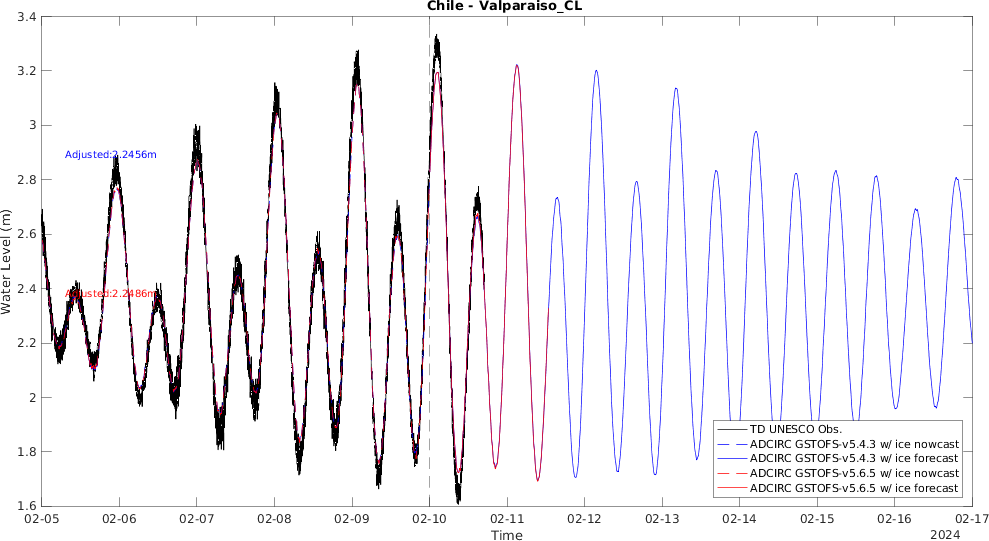 Chile - Valparaiso_CL
3.4
3.2
3
2.8
2.6
2.4
2.2
2
1.8
1.6
Water Level (m)
Adjusted:2.2456m
Adjusted:2.2486m
TD UNESCO Obs.
ADCIRC GSTOFS-v5.4.3 w/ ice nowcast
ADCIRC GSTOFS-v5.4.3 w/ ice forecast
ADCIRC GSTOFS-v5.6.5 w/ ice nowcast
ADCIRC GSTOFS-v5.6.5 w/ ice forecast
02-05 02-06 02-07 02-08 02-09 02-10 02-11 02-12 02-13 02-14 02-15 02-16 02-17
Time
2024